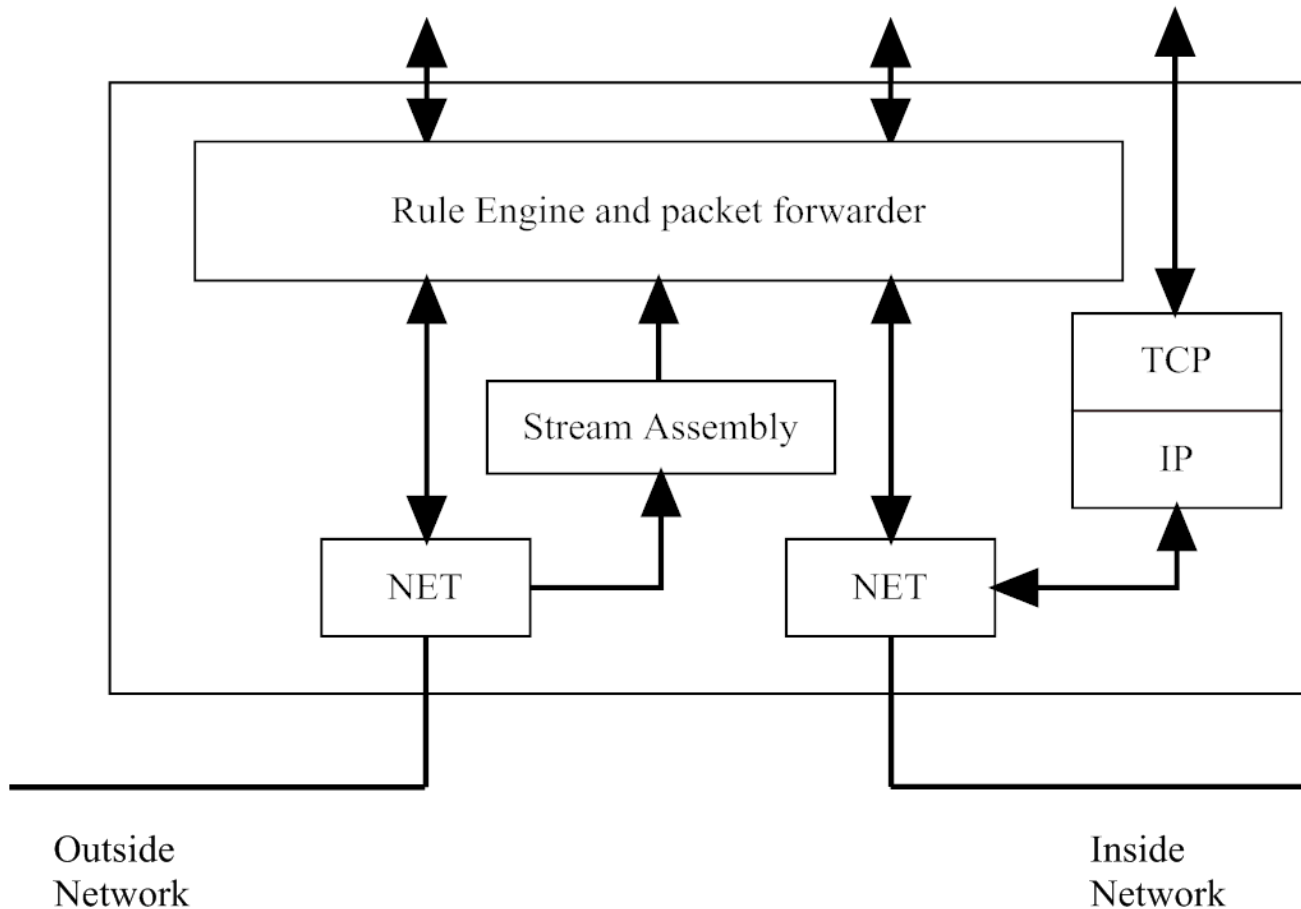 Rule Engine and packet forwarder
TCP
Stream Assembly
IP
NET
NET
Outside
Network
Inside
Network